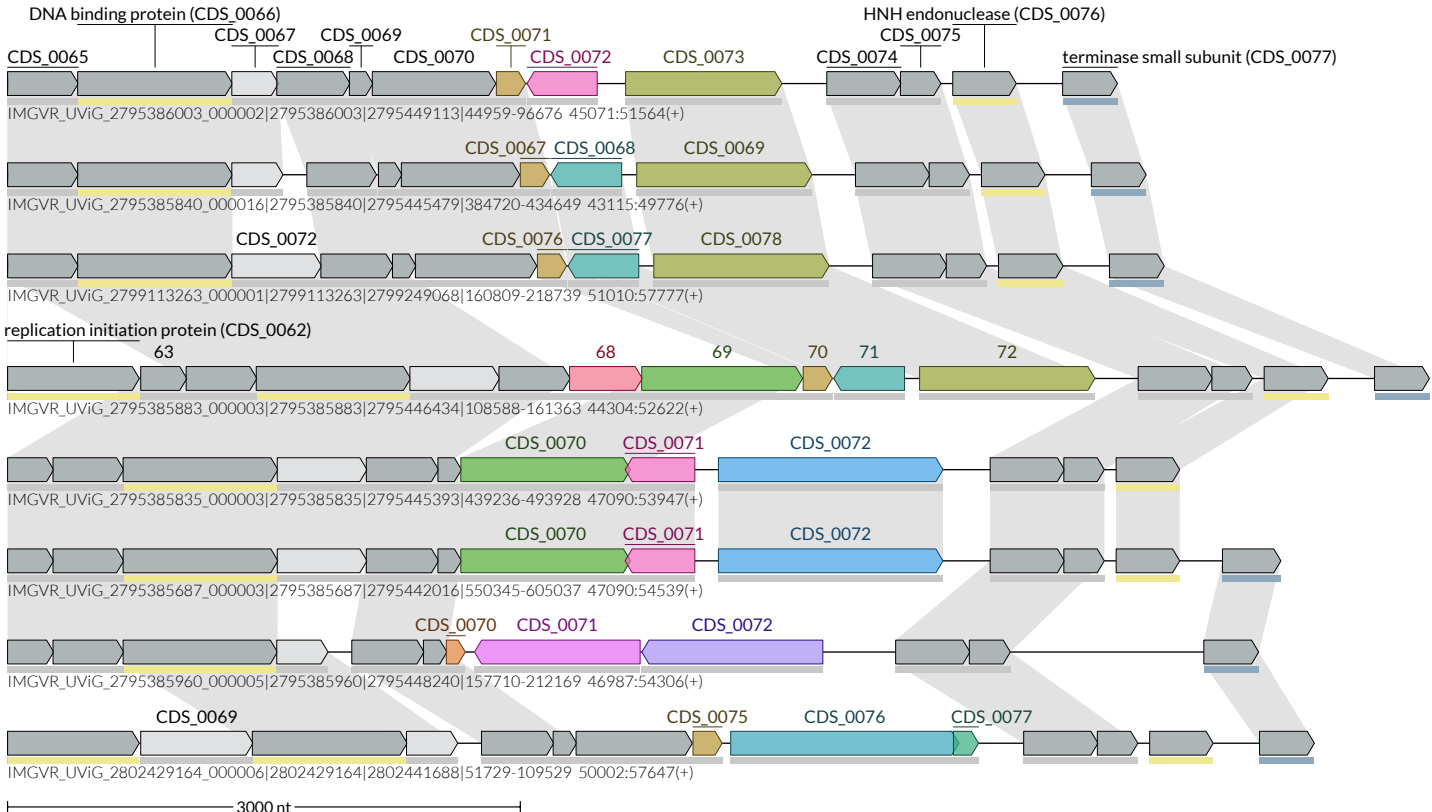 DNA binding protein (CDS_0066) HNH endonuclease (CDS_0076)
CDS_0067 CDS_0069 CDS_0071 CDS_0075
CDS_0065 CDS_0068 CDS_0070 CDS_0072 CDS_0073 CDS_0074 terminase small subunit (CDS_0077)
IMGVR_UViG_2795386003_000002|2795386003|2795449113|44959-96676 45071:51564(+)
CDS_0067 CDS_0068 CDS_0069
IMGVR_UViG_2795385840_000016|2795385840|2795445479|384720-434649 43115:49776(+)
CDS_0072 CDS_0076 CDS_0077 CDS_0078
IMGVR_UViG_2799113263_000001|2799113263|2799249068|160809-218739 51010:57777(+)
replication initiation protein (CDS_0062)
63 68 69 70 71 72
IMGVR_UViG_2795385883_000003|2795385883|2795446434|108588-161363 44304:52622(+)
CDS_0070 CDS_0071 CDS_0072
IMGVR_UViG_2795385835_000003|2795385835|2795445393|439236-493928 47090:53947(+)
CDS_0070 CDS_0071 CDS_0072
IMGVR_UViG_2795385687_000003|2795385687|2795442016|550345-605037 47090:54539(+)
CDS_0070 CDS_0071 CDS_0072
IMGVR_UViG_2795385960_000005|2795385960|2795448240|157710-212169 46987:54306(+)
CDS_0069 CDS_0075 CDS_0076 CDS_0077
IMGVR_UViG_2802429164_000006|2802429164|2802441688|51729-109529 50002:57647(+)
3000 nt